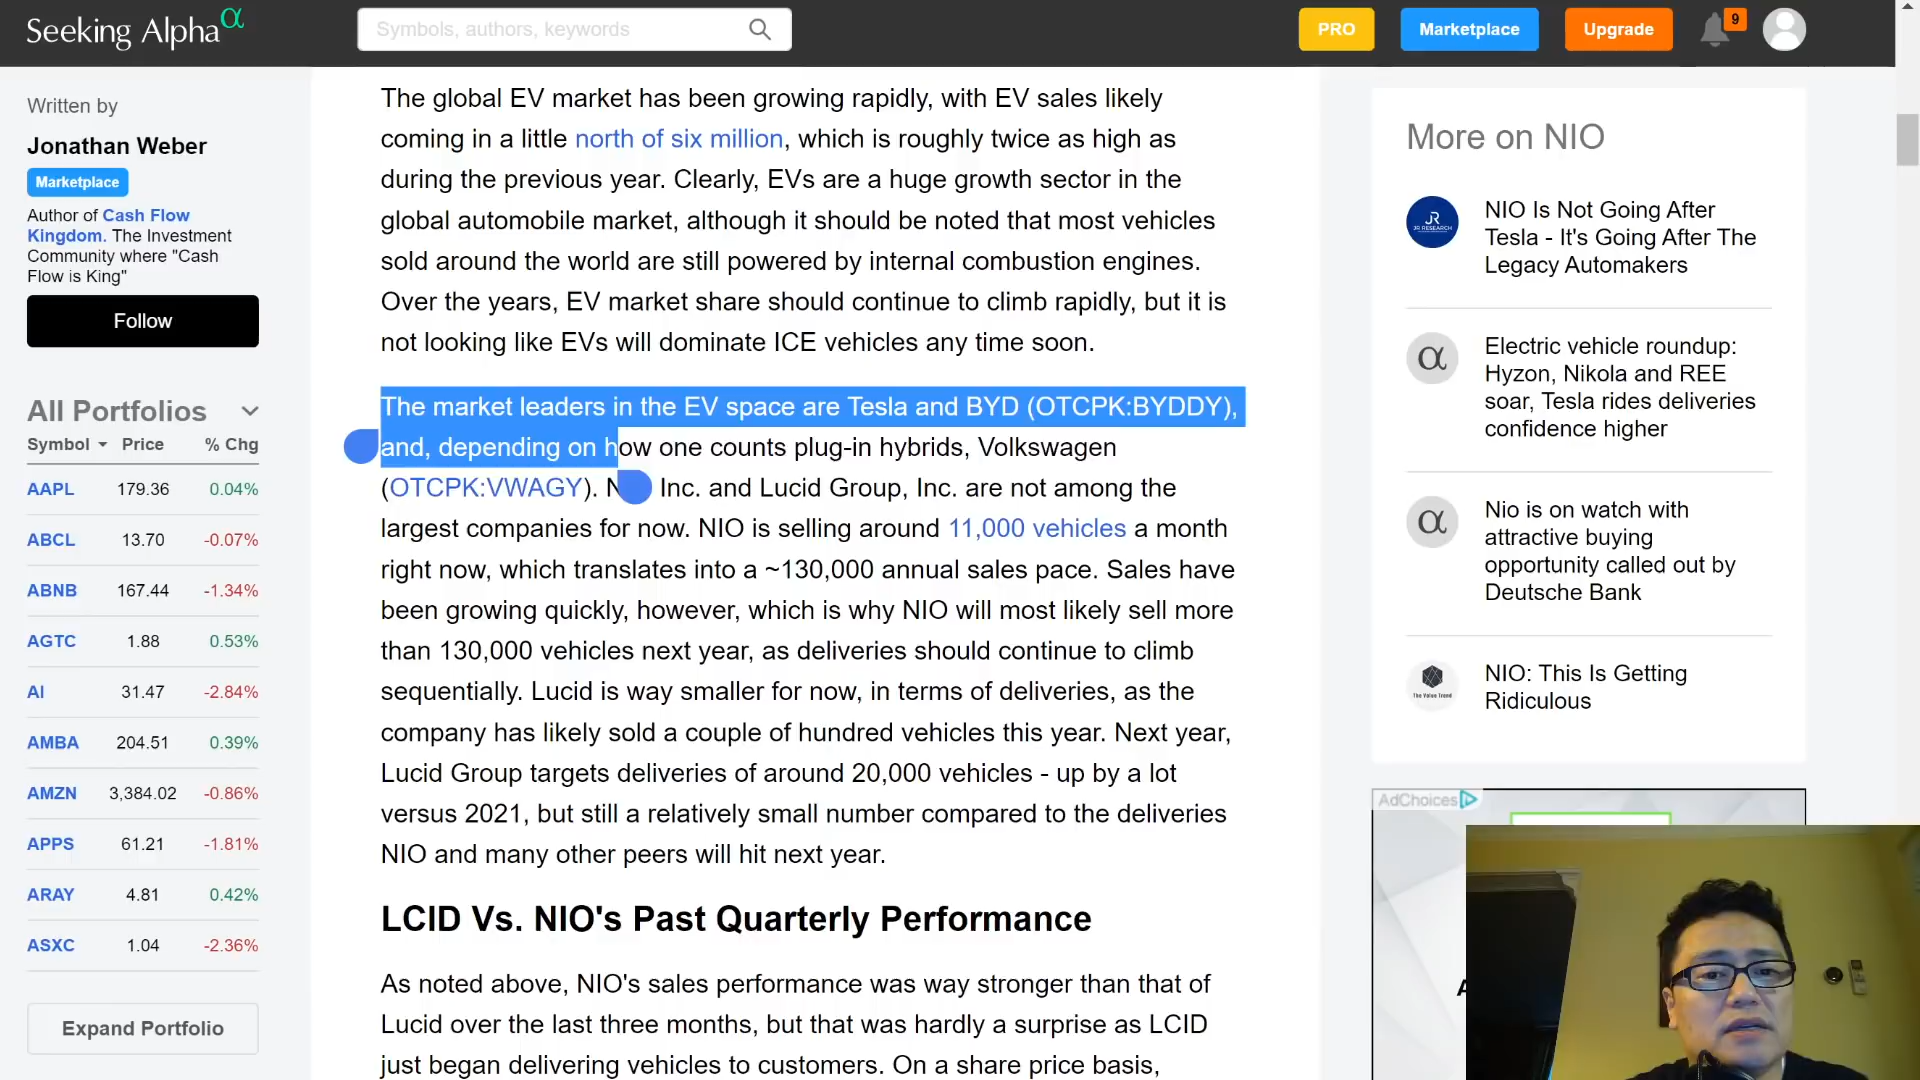 Seeking Alpha α
Symbols, authors, keywords
PRO
Marketplace
Upgrade
9
Written by
Jonathan Weber
Marketplace
Author of Cash Flow
Kingdom. The Investment
Community where "Cash
Flow is King"
Follow
All Portfolios
Symbol Price % Chg
AAPL 179.36 0.04%
ABCL 13.70 -0.07%
ABNB 167.44 -1.34%
AGTC 1.88 0.53%
AI 31.47 -2.84%
AMBA 204.51 0.39%
AMZN 3,384.02 -0.86%
APPS 61.21 -1.81%
ARAY 4.81 0.42%
ASXC 1.04 -2.36%
Expand Portfolio
The global EV market has been growing rapidly, with EV sales likely
coming in a little north of six million, which is roughly twice as high as
during the previous year. Clearly, EVs are a huge growth sector in the
global automobile market, although it should be noted that most vehicles
sold around the world are still powered by internal combustion engines.
Over the years, EV market share should continue to climb rapidly, but it is
not looking like EVs will dominate ICE vehicles any time soon.
The market leaders in the EV space are Tesla and BYD (OTCPK:BYDDY),
and, depending on how one counts plug-in hybrids, Volkswagen
(OTCPK:VWAGY). Inc. and Lucid Group, Inc. are not among the
largest companies for now. NIO is selling around 11,000 vehicles a month
right now, which translates into a ~130,000 annual sales pace. Sales have
been growing quickly, however, which is why NIO will most likely sell more
than 130,000 vehicles next year, as deliveries should continue to climb
sequentially. Lucid is way smaller for now, in terms of deliveries, as the
company has likely sold a couple of hundred vehicles this year. Next year,
Lucid Group targets deliveries of around 20,000 vehicles - up by a lot
versus 2021, but still a relatively small number compared to the deliveries
NIO and many other peers will hit next year.
LCID Vs. NIO's Past Quarterly Performance
As noted above, NIO's sales performance was way stronger than that of
Lucid over the last three months, but that was hardly a surprise as LCID
just began delivering vehicles to customers. On a share price basis,
More on NIO
JR
JR RESEARCH
NIO Is Not Going After
Tesla - It's Going After The
Legacy Automakers
α
Electric vehicle roundup:
Hyzon, Nikola and REE
soar, Tesla rides deliveries
confidence higher
α
Nio is on watch with
attractive buying
opportunity called out by
Deutsche Bank
The Value Trend
NIO: This Is Getting
Ridiculous
AdChoices